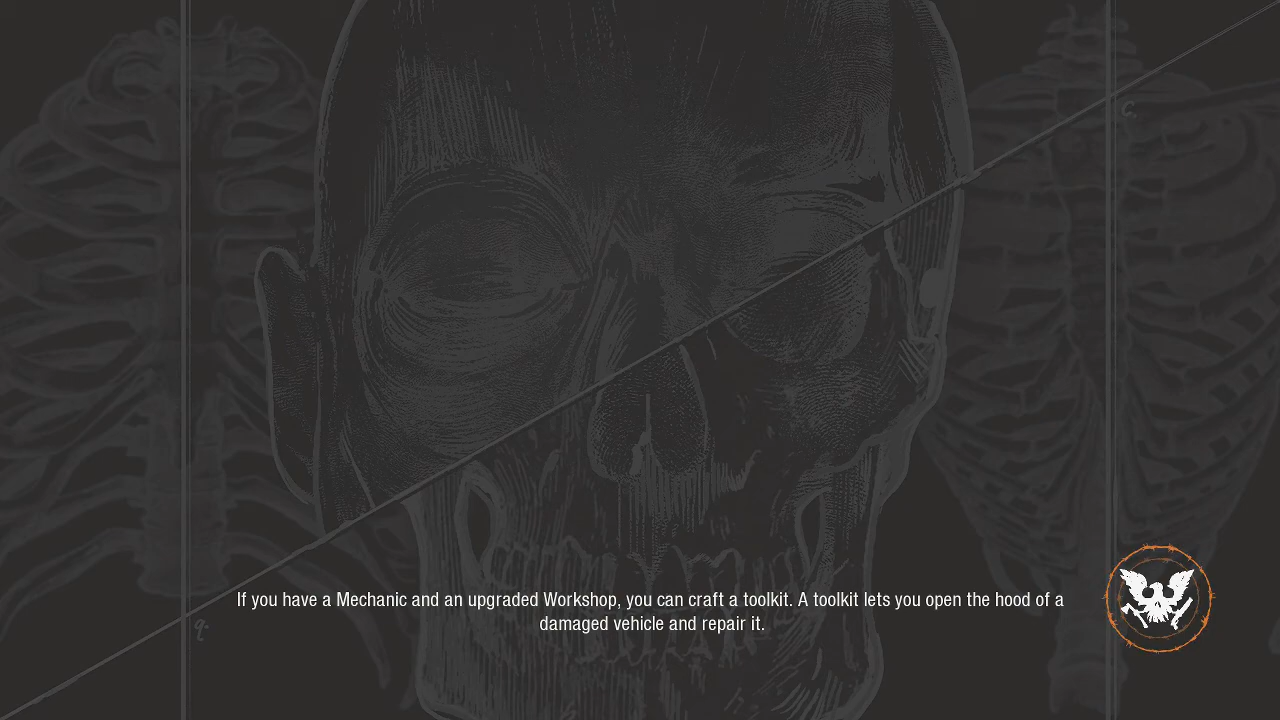 If you have a Mechanic and an upgraded Workshop, you can craft a toolkit. A toolkit lets you open the hood of a
damaged vehicle and repair it.
q.
c.